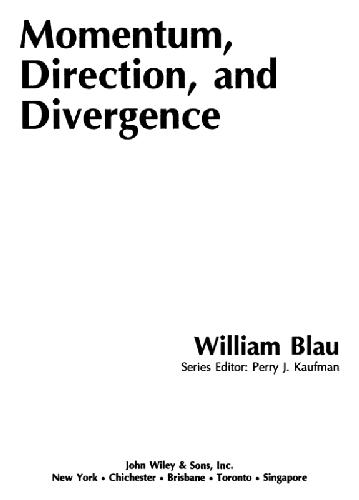 Momentum,
Direction, and
Divergence
William Blau
Series Editor: Perry J. Kaufman
John Wiley & Sons, Inc.
New York • Chichester • Brisbane • Toronto • Singapore